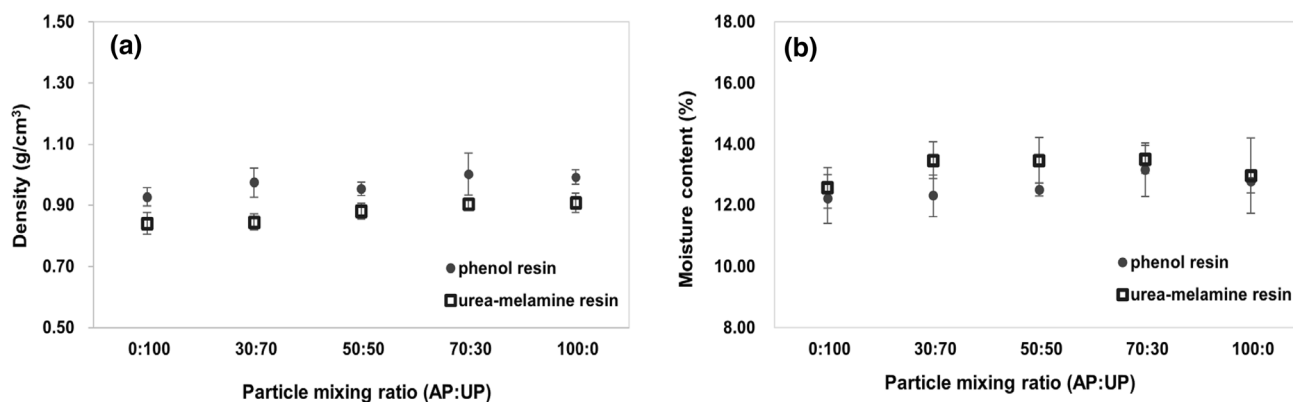 (a)
Density (g/cm³)
1.50
1.30
1.10
0.90
0.70
0.50
phenol resin
urea-melamine resin
0:100 30:70 50:50 70:30 100:0
Particle mixing ratio (AP:UP)
(b)
Moisture content (%)
18.00
16.00
14.00
12.00
10.00
8.00
phenol resin
urea-melamine resin
0:100 30:70 50:50 70:30 100:0
Particle mixing ratio (AP:UP)